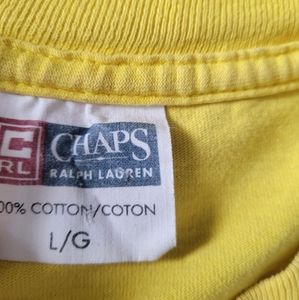 C
RL
CHAPS
RALPH LAUREN
00% COTTON/COTON
L/G